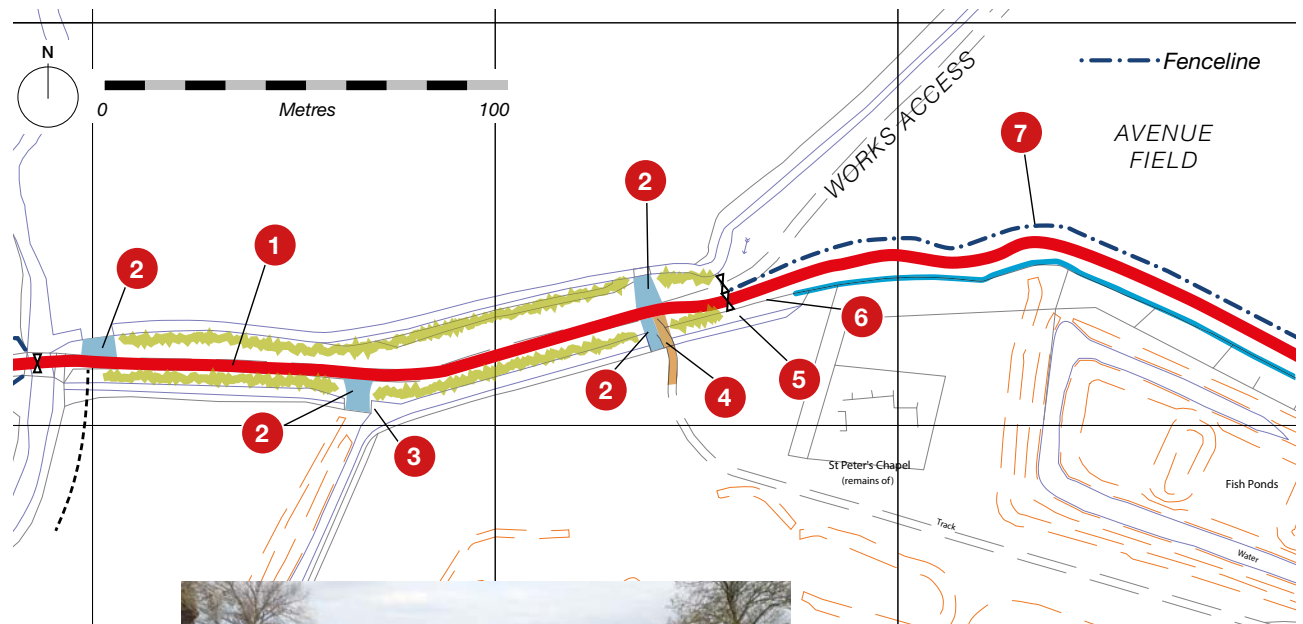 N
0 Metres 100
Fenceline
AVENUE
FIELD
WORKS ACCESS
7
2
1
2
6
5
2
4
2
3
St Peter's Chapel
(remains of)
Fish Ponds
Track
Water